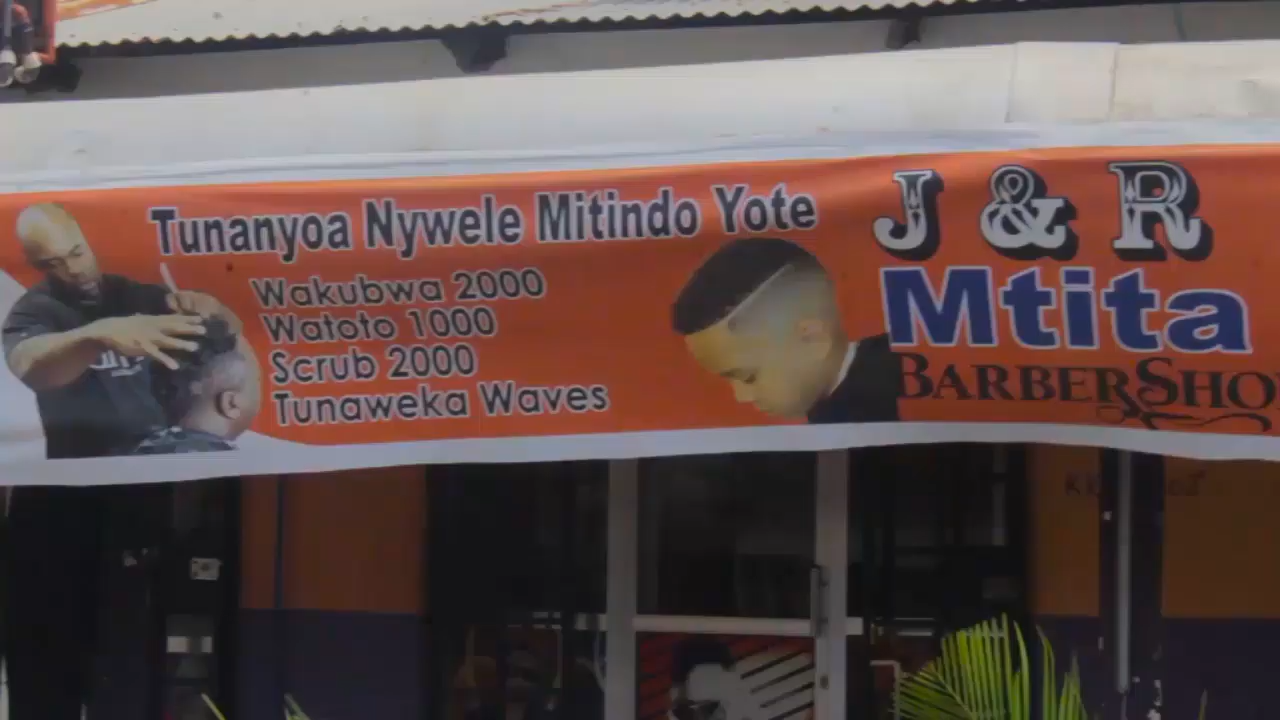 Tunanyoa Nywele Mitindo Yote
Wakubwa 2000
Watoto 1000
Scrub 2000
Tunaweka Waves
J & R
Mtita
BARBERSHO